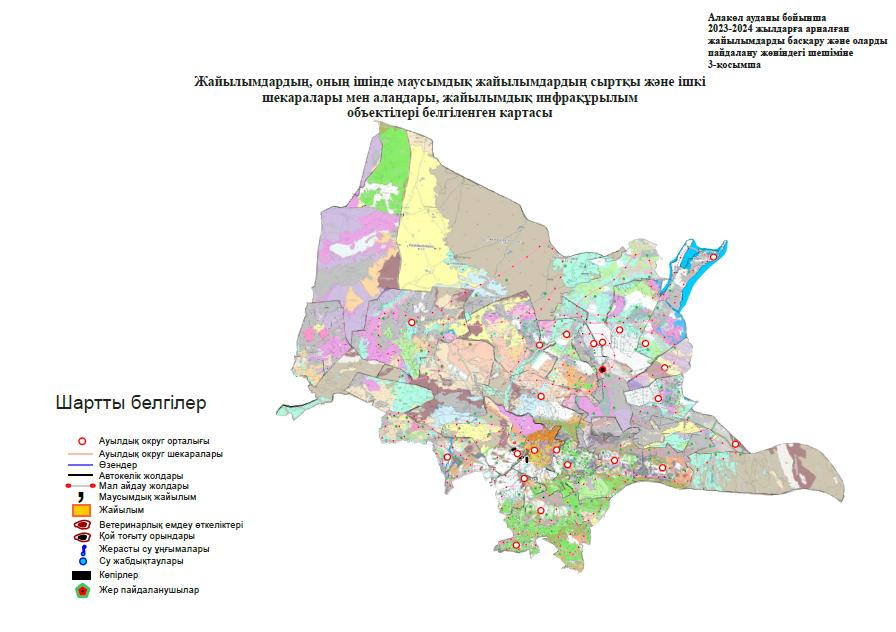 Алакөл ауданы бойынша
2023-2024 жылдарға арналған
жайылымдарды басқару және оларды
пайдалану жөніндегі шешіміне
3-қосымша
Жайылымдардың, оның ішінде маусымдық жайылымдардың сыртқы және ішкі
шекаралары мен алаңдары, жайылымдық инфрақұрылым
объектілері белгіленген картасы
Шартты белгілер
Ауылдық округ орталығы
Ауылдық округ шекаралары
Өзендер
Автокелік жолдары
Мал айдау жолдары
Маусымдық жайылым
Жайылым
Ветеринарлық емдеу өткеліктері
Қой тоғыту орындары
Жерасты су ұңғымалары
Су жабдықтаулары
Көпірлер
Жер пайдаланушылар